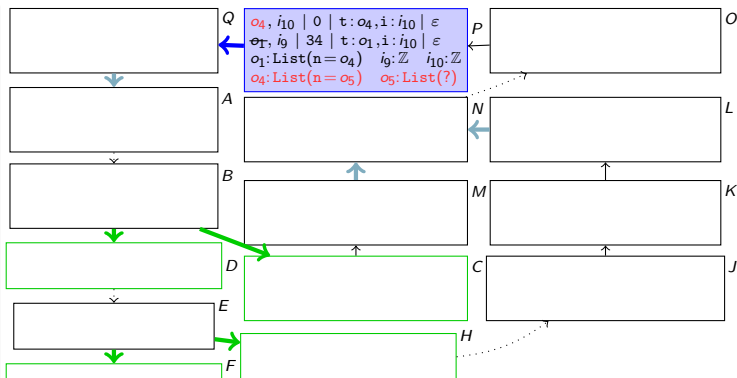 Q
o₄, i₁₀ | 0 | t:o₄,i:i₁₀ | ε
o₁, i₉ | 34 | t:o₁,i:i₁₀ | ε
o₁:List(n=o₄) i₉:ℤ i₁₀:ℤ
o₄:List(n=o₅) o₅:List(?)
P
O
A
N
L
B
M
K
D
C
J
E
H
F